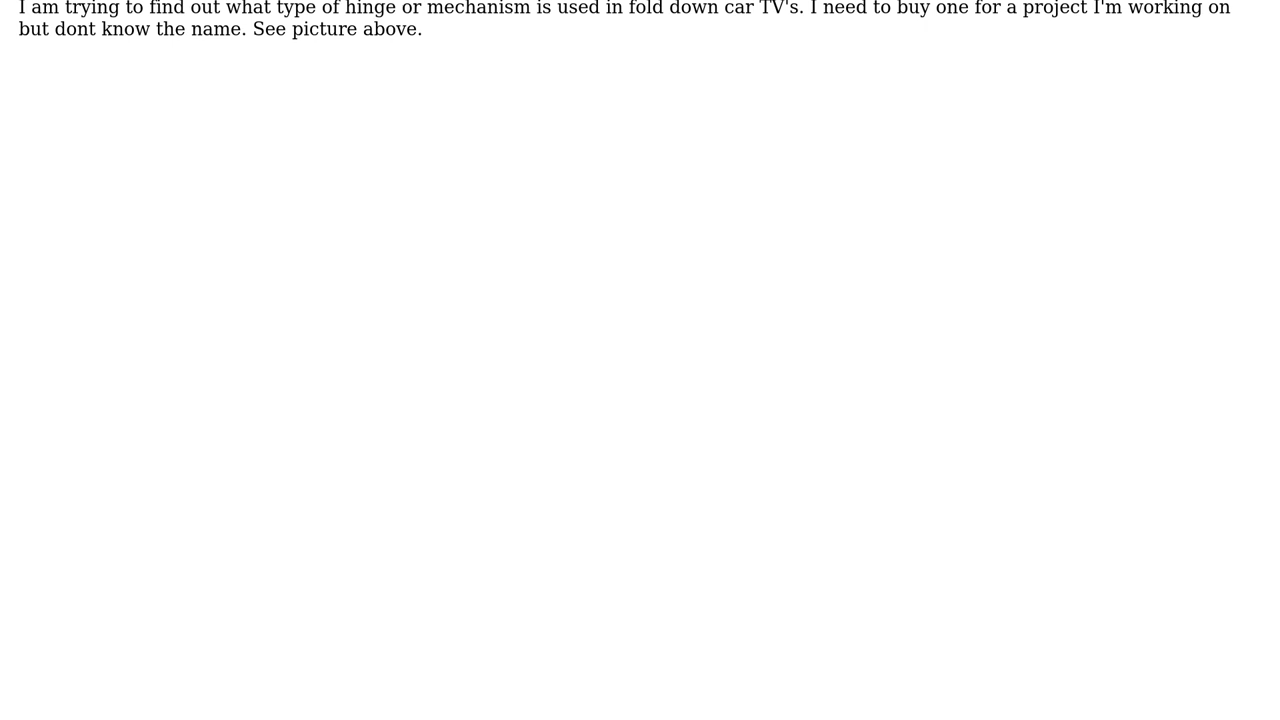 I am trying to find out what type of hinge or mechanism is used in fold down car TV's. I need to buy one for a project I'm working on
but dont know the name. See picture above.